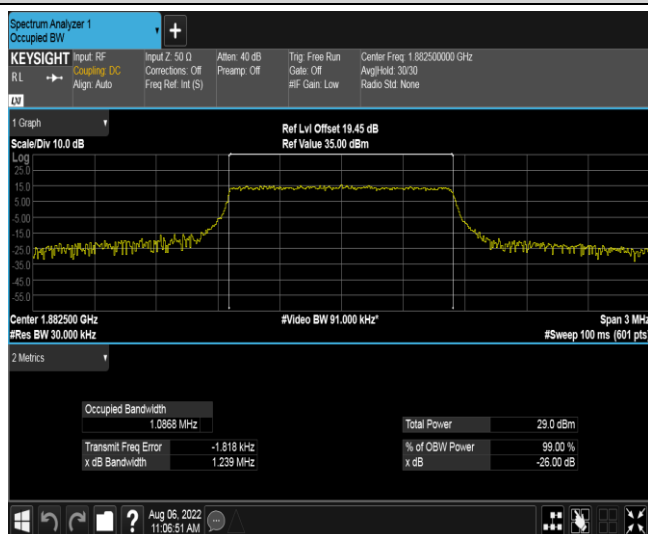 Spectrum Analyzer 1
Occupied BW
KEYSIGHT
Input: RF
Coupling: DC
Align: Auto
Input Z: 50 Ω
Corrections: Off
Freq Ref: Int (S)
Atten: 40 dB
Preamp: Off
Trig: Free Run
Gate: Off
#IF Gain: Low
Center Freq: 1.882500000 GHz
Avg|Hold: 30/30
Radio Std: None
R L
LXI
1 Graph
Scale/Div 10.0 dB
Ref Lvl Offset 19.45 dB
Ref Value 35.00 dBm
Log
25.0
15.0
5.00
-5.00
-15.0
-25.0
-35.0
-45.0
-55.0
Center 1.882500 GHz
#Res BW 30.000 kHz
#Video BW 91.000 kHz*
Span 3 MHz
#Sweep 100 ms (601 pts)
2 Metrics
Occupied Bandwidth
1.0868 MHz
Transmit Freq Error -1.818 kHz
x dB Bandwidth 1.239 MHz
Total Power 29.0 dBm
% of OBW Power 99.00 %
x dB -26.00 dB
Aug 06, 2022
11:06:51 AM